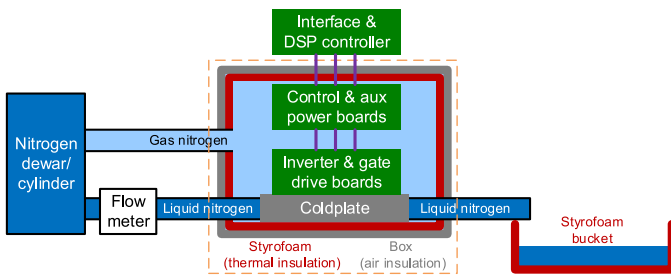 Interface &
DSP controller
Control & aux
power boards
Gas nitrogen
Nitrogen
dewar/
cylinder
Inverter & gate
drive boards
Flow
meter
Liquid nitrogen
Coldplate
Liquid nitrogen
Styrofoam
(thermal insulation)
Box
(air insulation)
Styrofoam
bucket